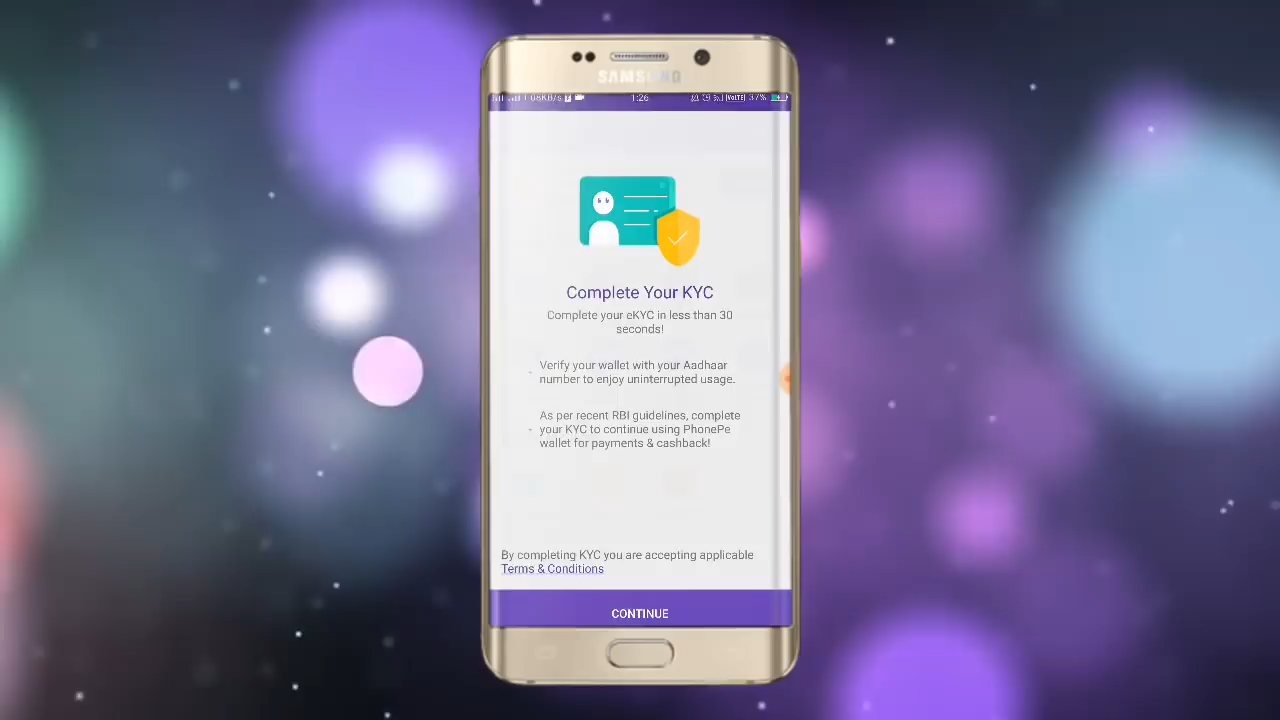 SAMSUNG
1:26
VoLTE 37%
Complete Your KYC
Complete your eKYC in less than 30
seconds!
Verify your wallet with your Aadhaar
number to enjoy uninterrupted usage.
As per recent RBI guidelines, complete
your KYC to continue using PhonePe
wallet for payments & cashback!
By completing KYC you are accepting applicable
Terms & Conditions
CONTINUE